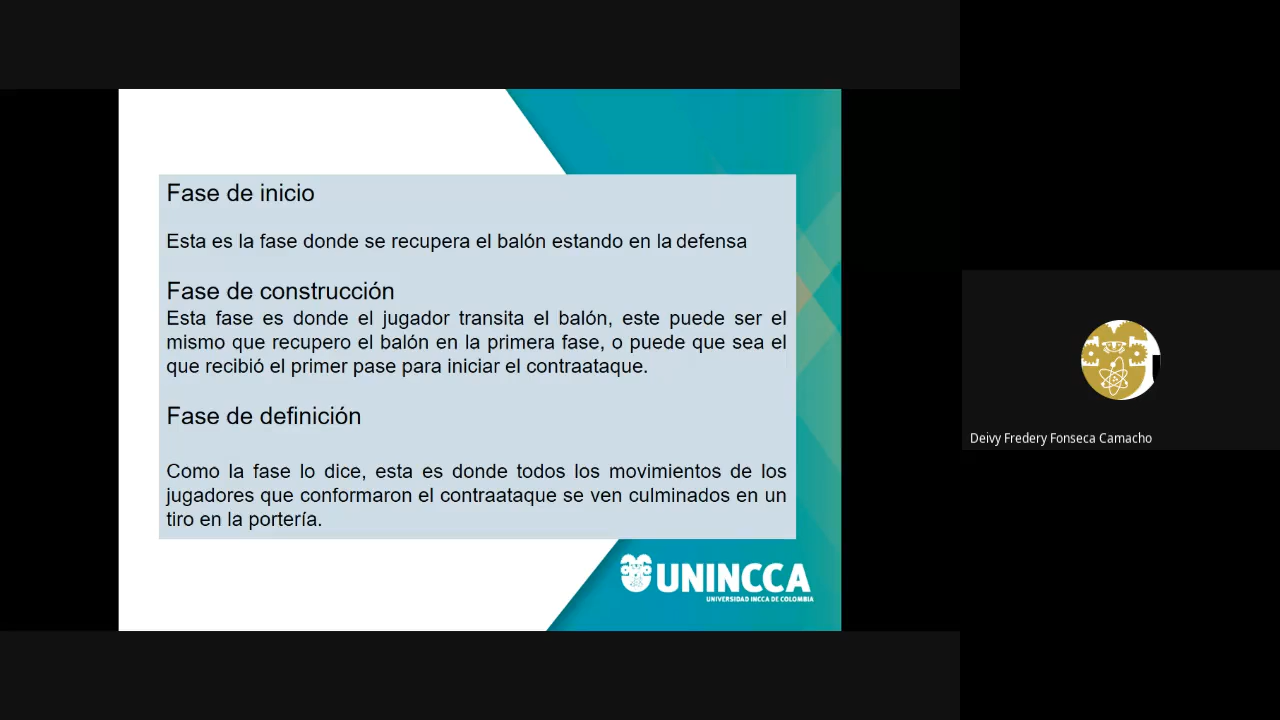 Fase de inicio
Esta es la fase donde se recupera el balón estando en la defensa
Fase de construcción
Esta fase es donde el jugador transita el balón, este puede ser el
mismo que recupero el balón en la primera fase, o puede que sea el
que recibió el primer pase para iniciar el contraataque.
Fase de definición
Como la fase lo dice, esta es donde todos los movimientos de los
jugadores que conformaron el contraataque se ven culminados en un
tiro en la portería.
UNINCCA
UNIVERSIDAD INCCA DE COLOMBIA
Deivy Fredery Fonseca Camacho